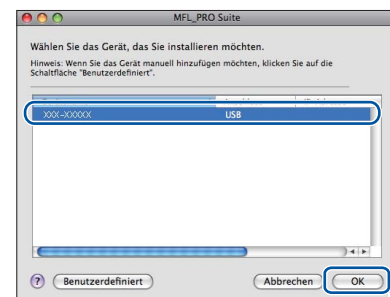 MFL_PRO Suite
Wählen Sie das Gerät, das Sie installieren möchten.
Hinweis: Wenn Sie das Gerät manuell hinzufügen möchten, klicken Sie auf die
Schaltfläche "Benutzerdefiniert".
XXX-XXXXX USB
? Benutzerdefiniert Abbrechen OK